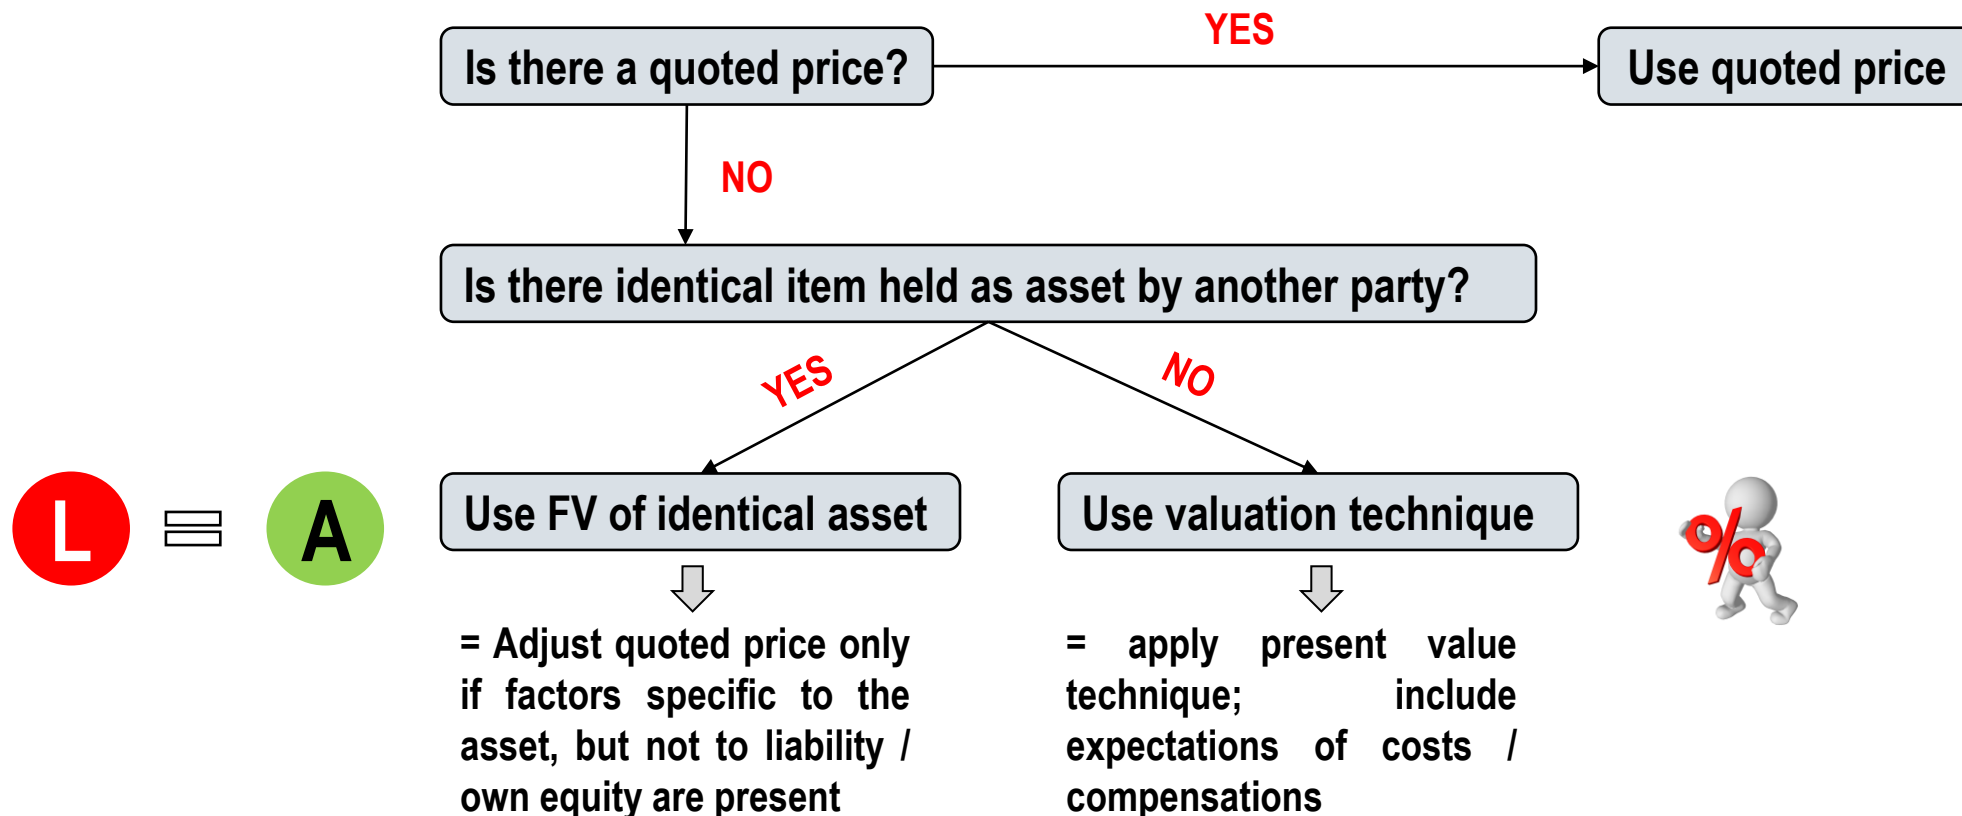 YES
Is there a quoted price?
Use quoted price
NO
Is there identical item held as asset by another party?
YES
NO
L = A
Use FV of identical asset
Use valuation technique
%
= Adjust quoted price only
if factors specific to the
asset, but not to liability /
own equity are present
= apply present value
technique; include
expectations of costs /
compensations